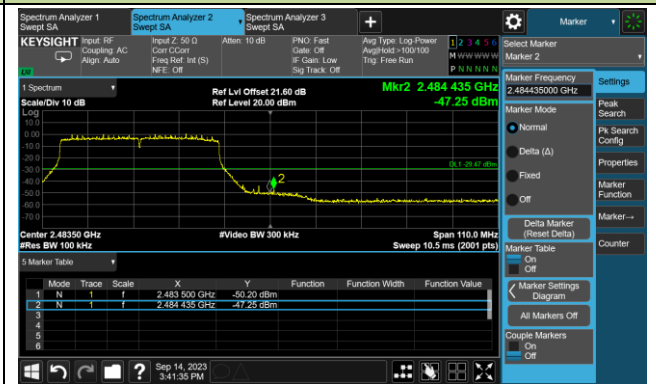 Spectrum Analyzer 1
Swept SA
Spectrum Analyzer 2
Swept SA
Spectrum Analyzer 3
Swept SA
Marker
KEYSIGHT
Input: RF
Coupling: AC
Align: Auto
Input Z: 50 Ω
Corr CCorr
Freq Ref: Int (S)
NFE: Off
Atten: 10 dB
PNO: Fast
Gate: Off
IF Gain: Low
Sig Track: Off
Avg Type: Log-Power
Avg|Hold:>100/100
Trig: Free Run
1 2 3 4 5 6
M W W W W W
P N N N N N
LXI
Select Marker
Marker 2
Marker Frequency
2.484435000 GHz
Settings
Marker Mode
Normal
Delta (Δ)
Fixed
Off
Delta Marker
(Reset Delta)
Marker Table
On
Off
Marker Settings
Diagram
All Markers Off
Couple Markers
On
Off
Peak
Search
Pk Search
Config
Properties
Marker
Function
Marker→
Counter
1 Spectrum
Scale/Div 10 dB
Ref Lvl Offset 21.60 dB
Ref Level 20.00 dBm
Mkr2 2.484 435 GHz
-47.25 dBm
Log
10.0
0.00
-10.0
-20.0
-30.0
-40.0
-50.0
-60.0
-70.0
DL1 -29.47 dBm
2
Center 2.48350 GHz
#Res BW 100 kHz
#Video BW 300 kHz
Span 110.0 MHz
Sweep 10.5 ms (2001 pts)
5 Marker Table
Mode Trace Scale X Y Function Function Width Function Value
1 N 1 f 2.483 500 GHz -50.20 dBm
2 N 1 f 2.484 435 GHz -47.25 dBm
3
4
5
6
Sep 14, 2023
3:41:35 PM